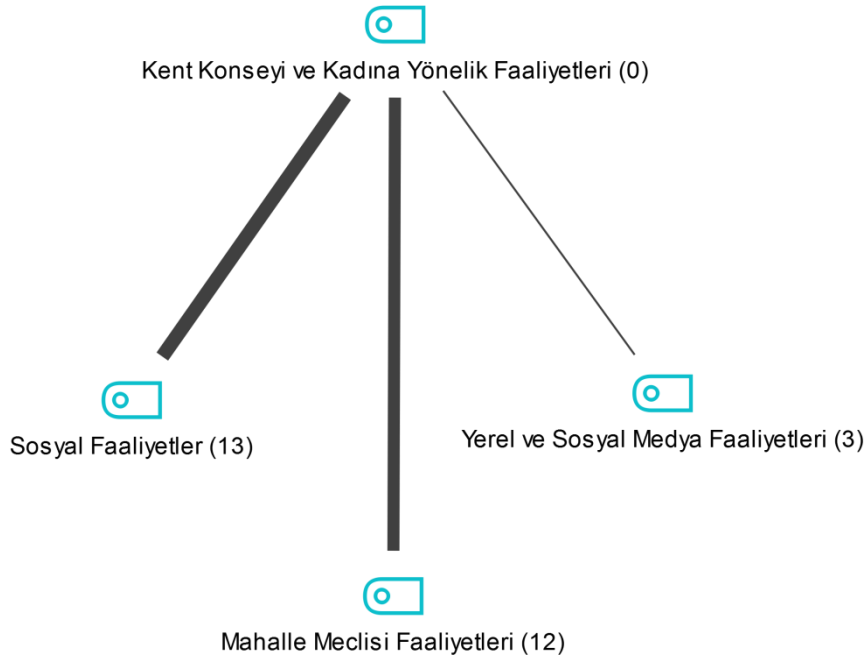 Kent Konseyi ve Kadına Yönelik Faaliyetleri (0)
Sosyal Faaliyetler (13)
Yerel ve Sosyal Medya Faaliyetleri (3)
Mahalle Meclisi Faaliyetleri (12)